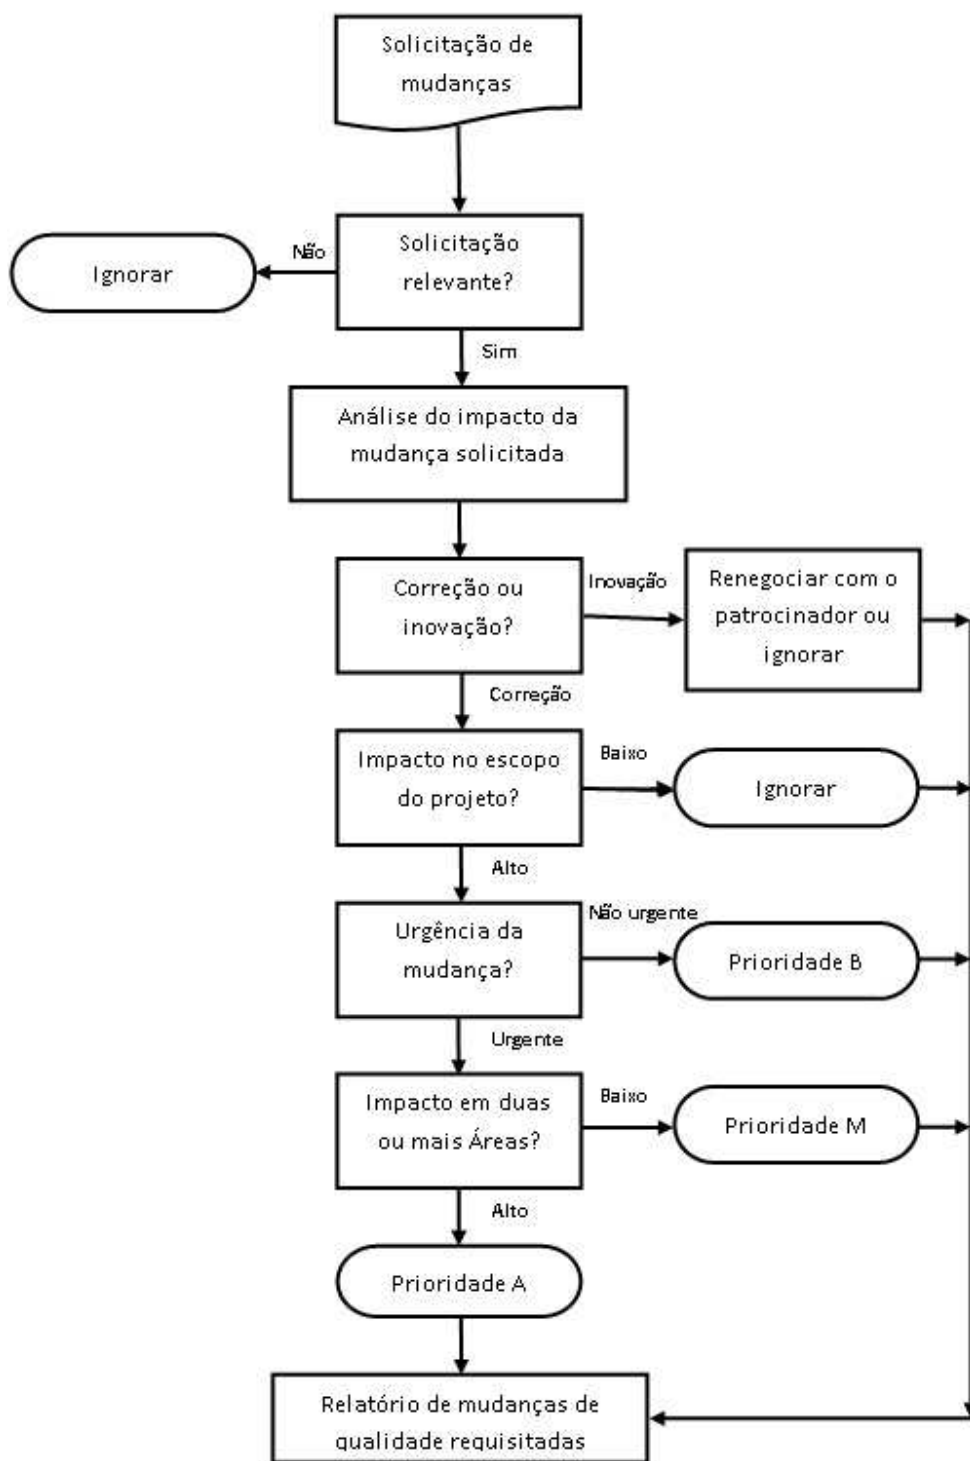 Solicitação de
mudanças
Não
Ignorar
Solicitação
relevante?
Sim
Análise do impacto da
mudança solicitada
Correção ou
inovação?
Inovação
Renegociar com o
patrocinador ou
ignorar
Correção
Impacto no escopo
do projeto?
Baixo
Ignorar
Alto
Urgência da
mudança?
Não urgente
Prioridade B
Urgente
Impacto em duas
ou mais Áreas?
Baixo
Prioridade M
Alto
Prioridade A
Relatório de mudanças de
qualidade requisitadas